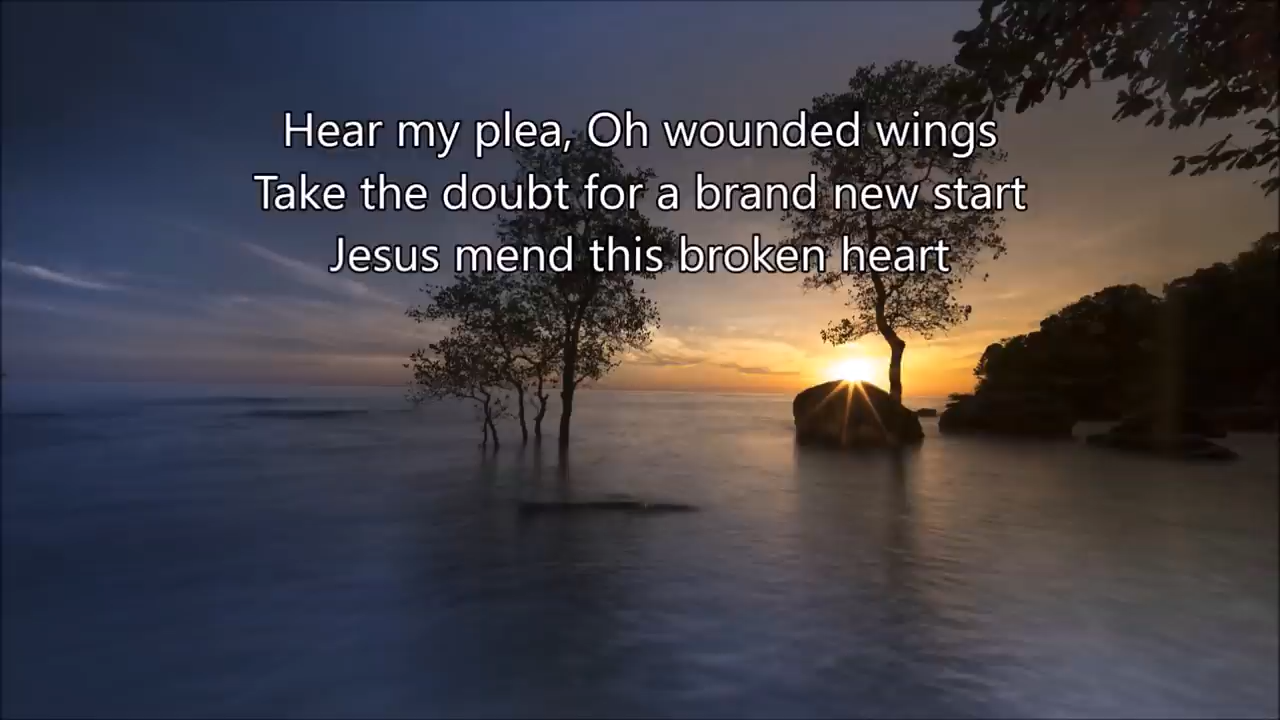 Hear my plea, Oh wounded wings
Take the doubt for a brand new start
Jesus mend this broken heart